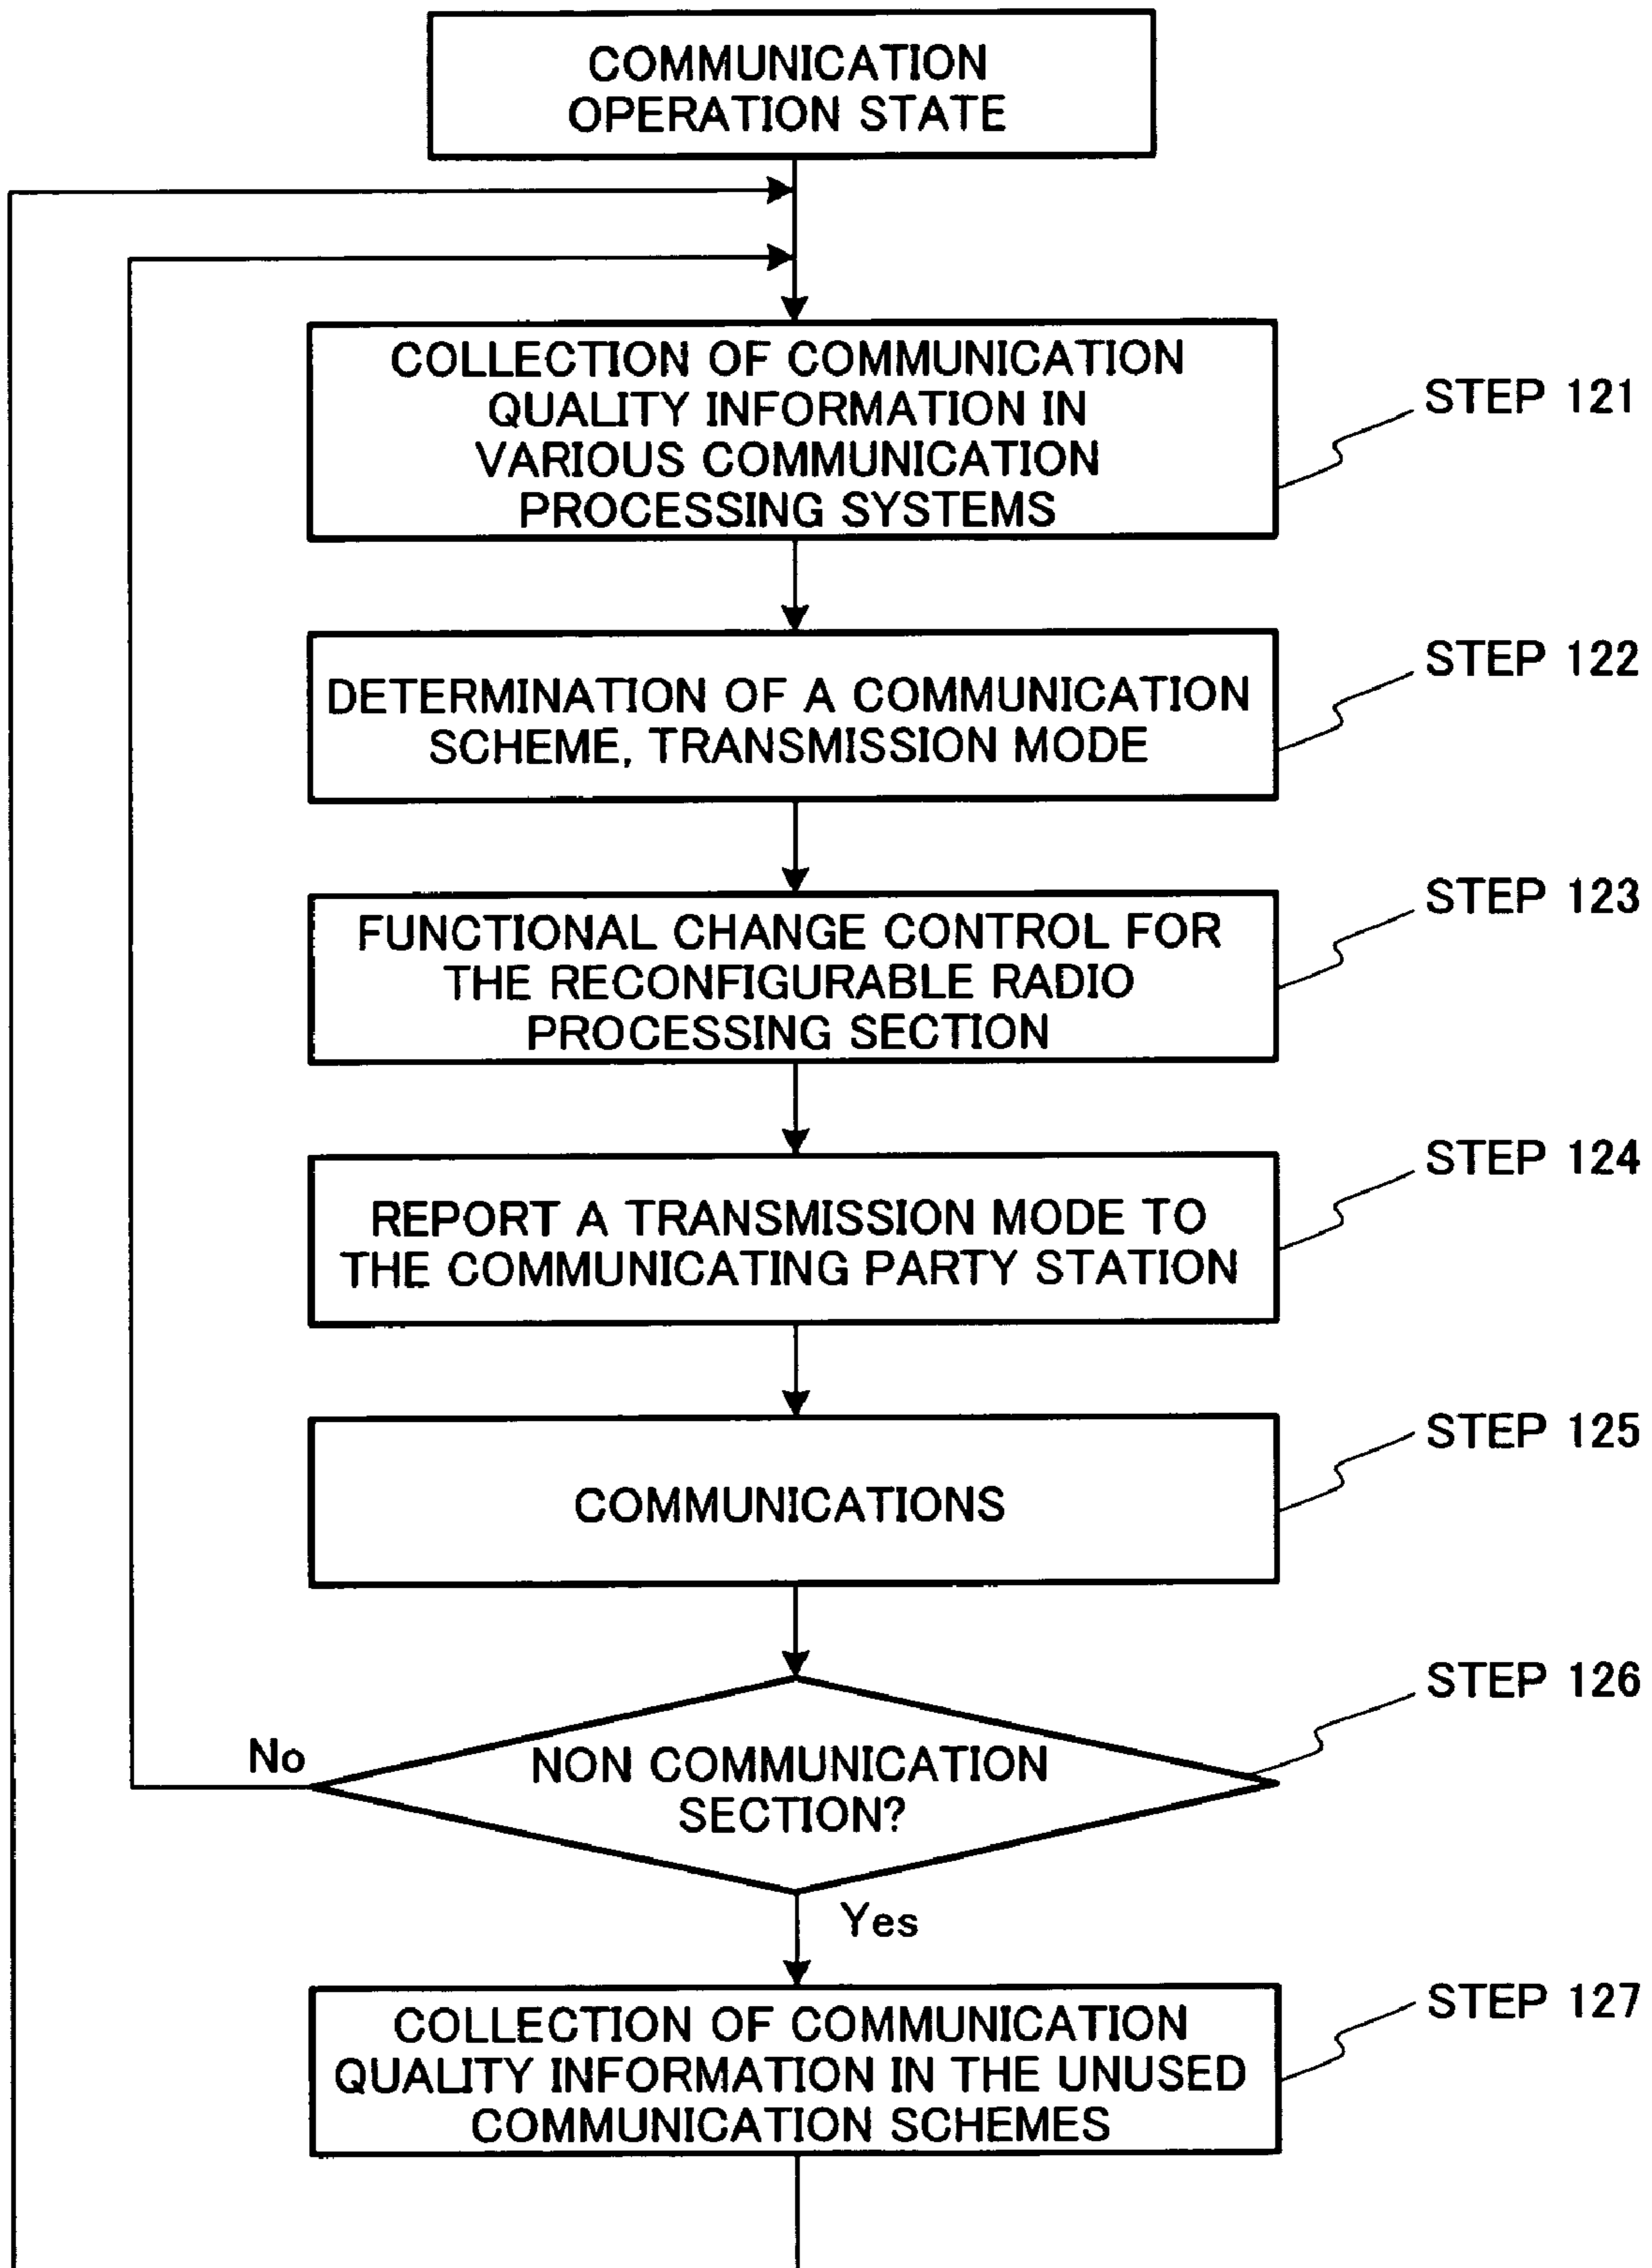 COMMUNICATION
OPERATION STATE
COLLECTION OF COMMUNICATION
QUALITY INFORMATION IN
VARIOUS COMMUNICATION
PROCESSING SYSTEMS
STEP 121
DETERMINATION OF A COMMUNICATION
SCHEME, TRANSMISSION MODE
STEP 122
FUNCTIONAL CHANGE CONTROL FOR
THE RECONFIGURABLE RADIO
PROCESSING SECTION
STEP 123
REPORT A TRANSMISSION MODE TO
THE COMMUNICATING PARTY STATION
STEP 124
COMMUNICATIONS
STEP 125
NON COMMUNICATION
SECTION?
STEP 126
No
Yes
COLLECTION OF COMMUNICATION
QUALITY INFORMATION IN THE UNUSED
COMMUNICATION SCHEMES
STEP 127